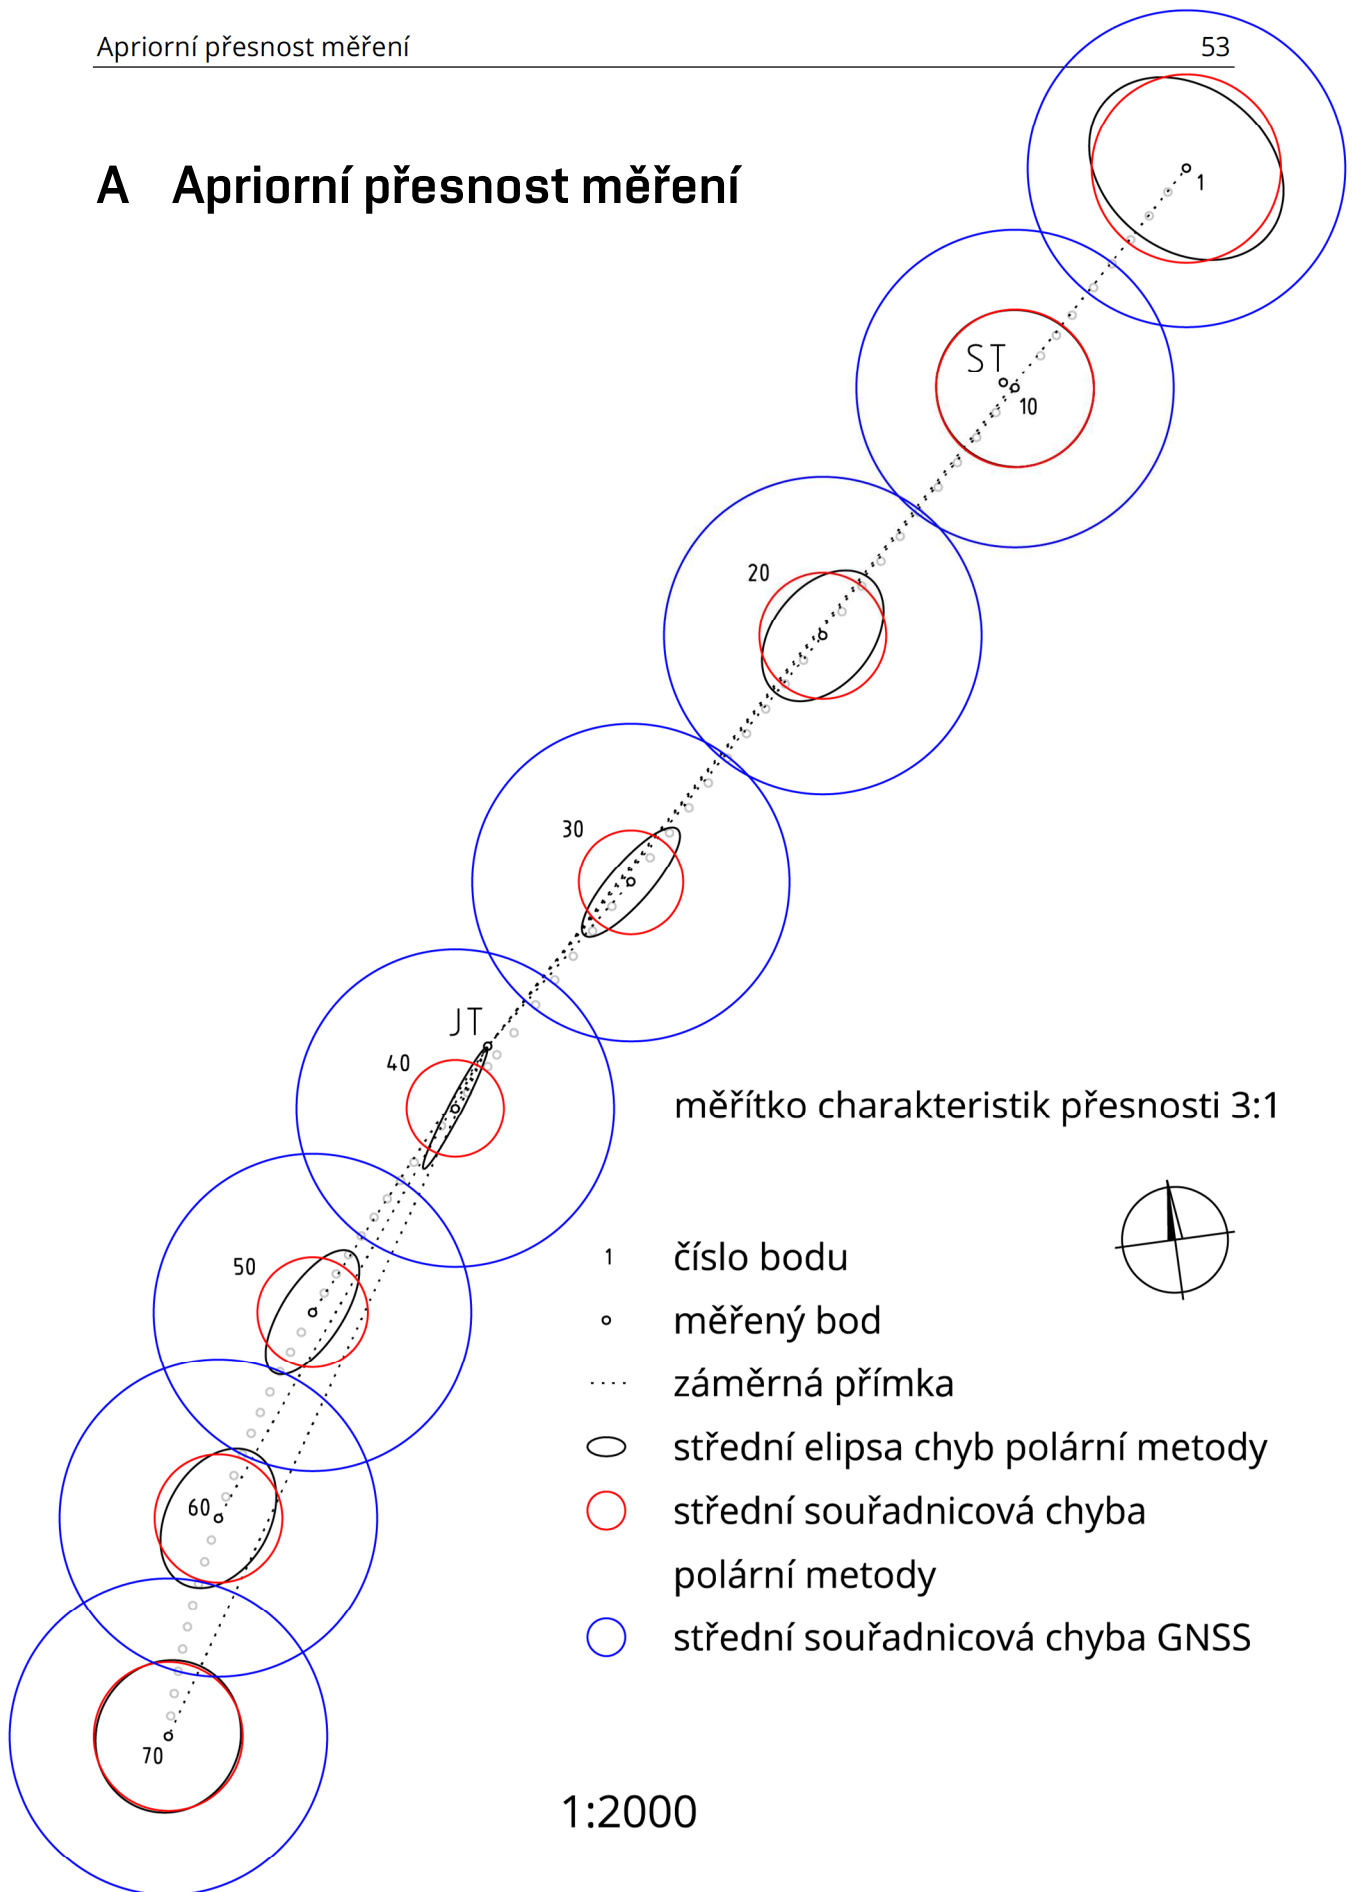 Apriorní přesnost měření 53
A Apriorní přesnost měření
1
ST
10
20
30
JT
40
měřítko charakteristik přesnosti 3:1
50
1 číslo bodu
měřený bod
záměrná přímka
střední elipsa chyb polární metody
60
střední souřadnicová chyba
polární metody
střední souřadnicová chyba GNSS
70
1:2000